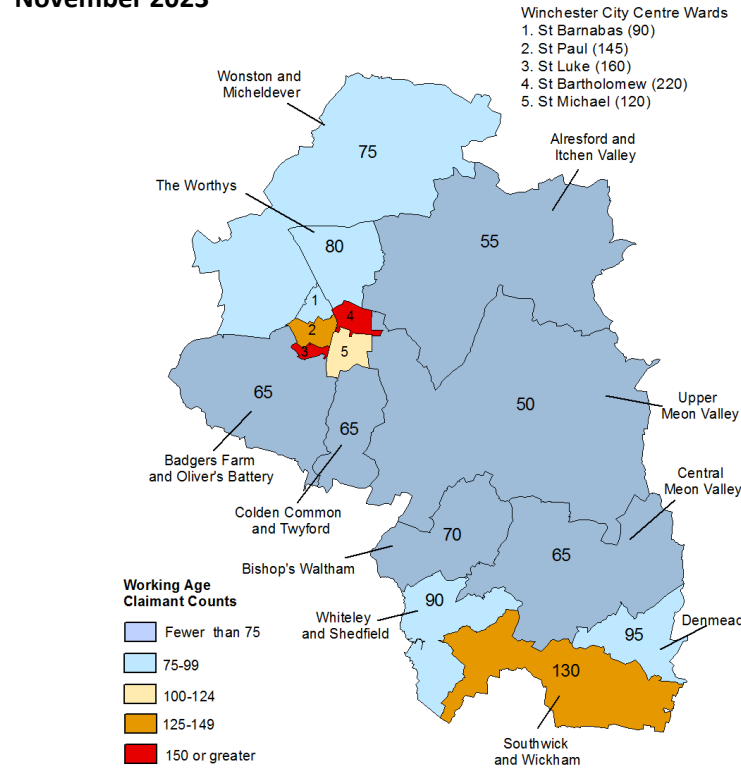 November 2023
Winchester City Centre Wards
1. St Barnabas (90)
2. St Paul (145)
3. St Luke (160)
4. St Bartholomew (220)
5. St Michael (120)
Wonston and
Micheldever
75
Alresford and
Itchen Valley
The Worthys
80
55
1
4
2
3
5
65
65
50
Upper
Meon Valley
Badgers Farm
and Oliver's Battery
Colden Common
and Twyford
Central
Meon Valley
70
65
Bishop's Waltham
90
Whiteley
and Shedfield
95
Denmead
130
Southwick
and Wickham
Working Age
Claimant Counts
Fewer than 75
75-99
100-124
125-149
150 or greater